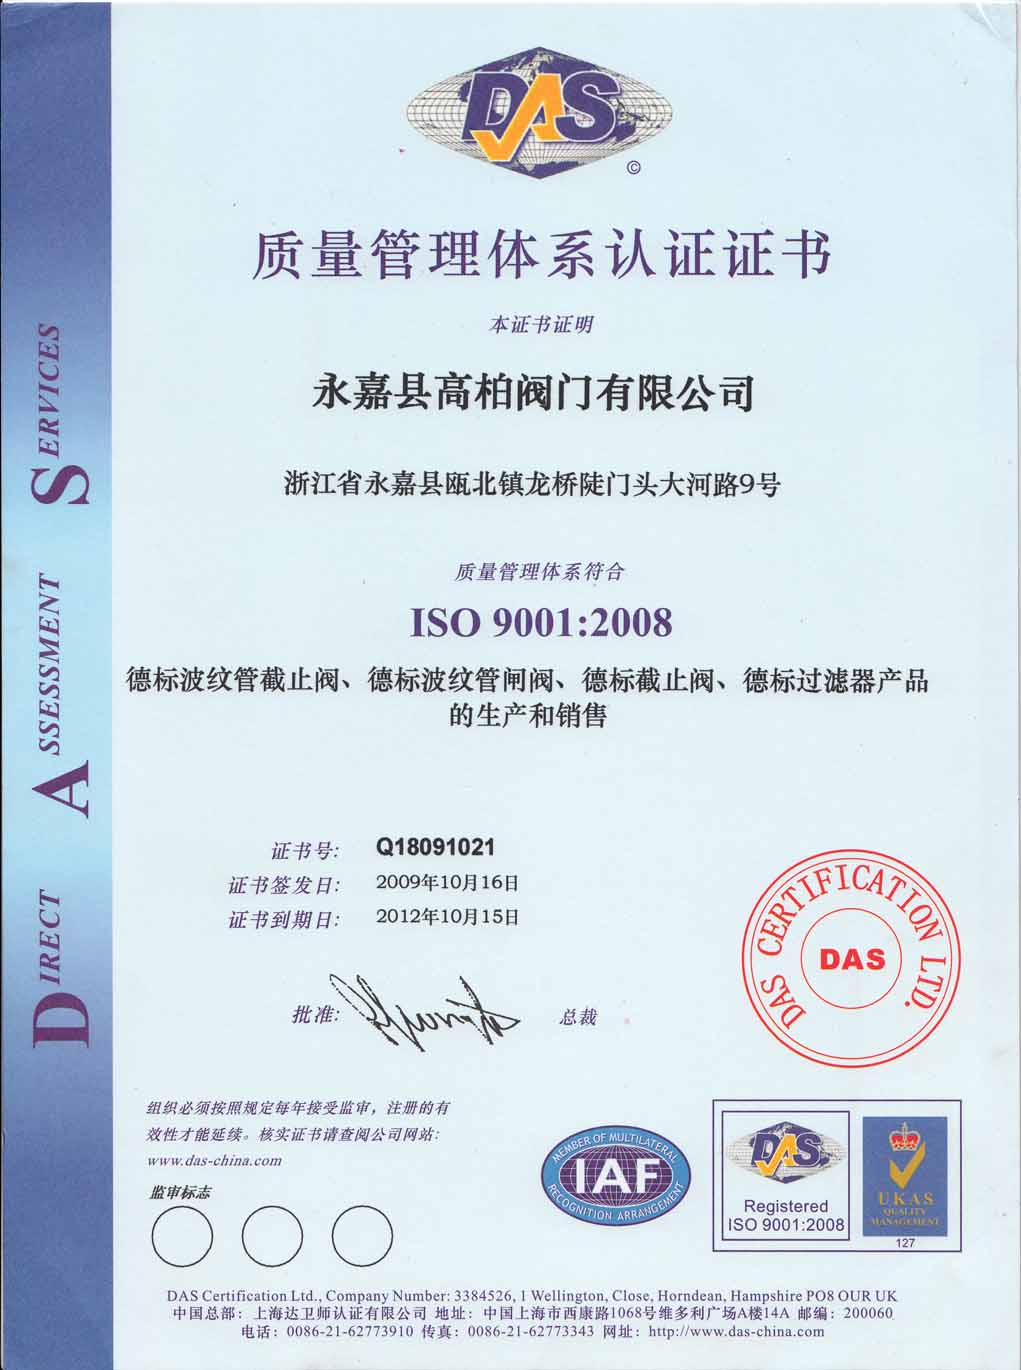 DAS
©
质量管理体系认证证书
本证书证明
永嘉县高柏阀门有限公司
浙江省永嘉县瓯北镇龙桥陡门头大河路9号
质量管理体系符合
ISO 9001:2008
德标波纹管截止阀、德标波纹管闸阀、德标截止阀、德标过滤器产品
的生产和销售
证书号: Q18091021
证书签发日: 2009年10月16日
证书到期日: 2012年10月15日
批准: 总裁
DAS CERTIFICATION LTD.
DAS
组织必须按照规定每年接受监审，注册的有
效性才能延续。核实证书请查阅公司网站:
www.das-china.com
监审标志
MEMBER OF MULTILATERAL
IAF
RECOGNITION ARRANGEMENT
DAS
Registered
ISO 9001:2008
UKAS
QUALITY
MANAGEMENT
127
DAS Certification Ltd., Company Number: 3384526, 1 Wellington, Close, Horndean, Hampshire PO8 OUR UK
中国总部: 上海达卫师认证有限公司 地址: 中国上海市西康路1068号维多利广场A楼14A 邮编: 200060
电话: 0086-21-62773910 传真: 0086-21-62773343 网址: http://www.das-china.com
DIRECT ASSESSMENT SERVICES